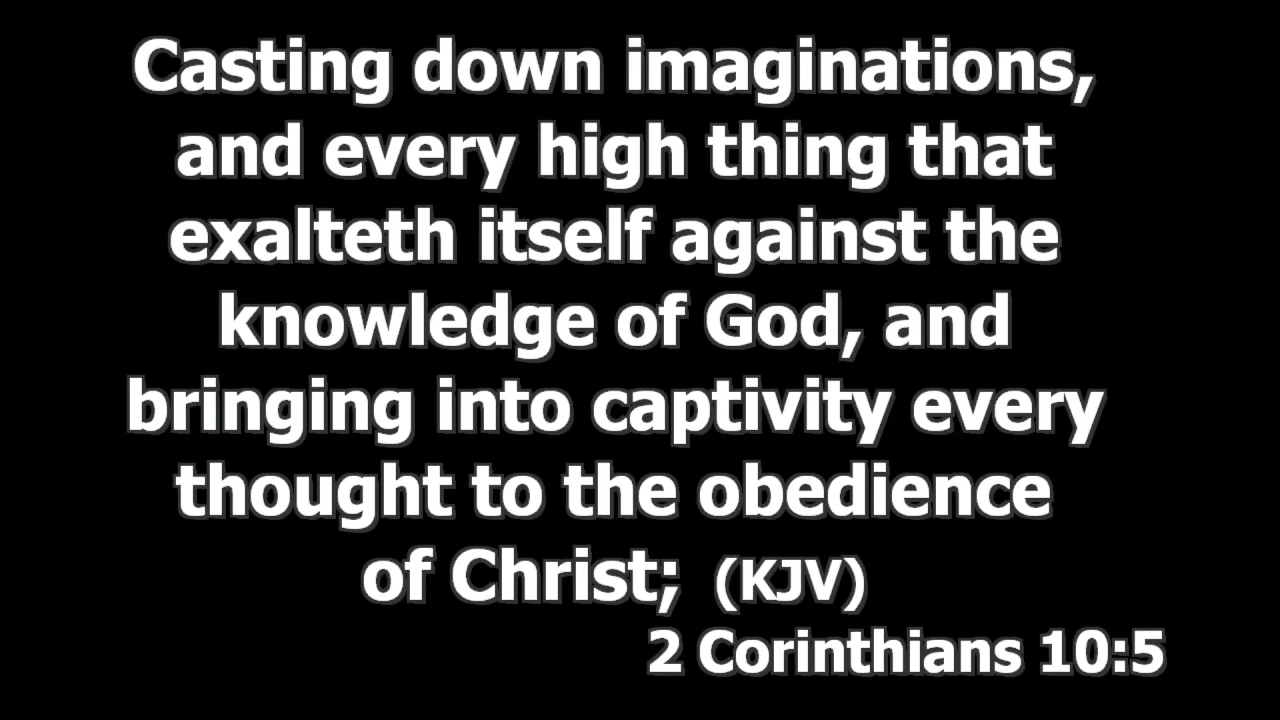 Casting down imaginations,
and every high thing that
exalteth itself against the
knowledge of God, and
bringing into captivity every
thought to the obedience
of Christ; (KJV)
2 Corinthians 10:5